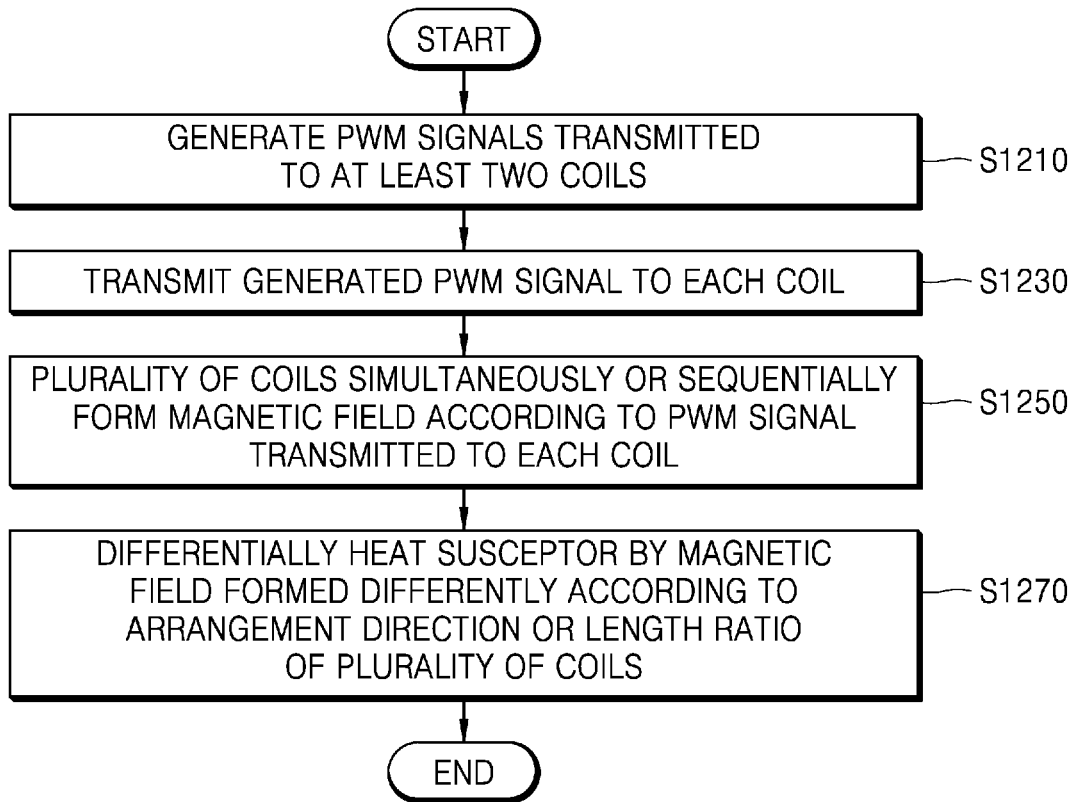 START
GENERATE PWM SIGNALS TRANSMITTED
TO AT LEAST TWO COILS
S1210
TRANSMIT GENERATED PWM SIGNAL TO EACH COIL
S1230
PLURALITY OF COILS SIMULTANEOUSLY OR SEQUENTIALLY
FORM MAGNETIC FIELD ACCORDING TO PWM SIGNAL
TRANSMITTED TO EACH COIL
S1250
DIFFERENTIALLY HEAT SUSCEPTOR BY MAGNETIC
FIELD FORMED DIFFERENTLY ACCORDING TO
ARRANGEMENT DIRECTION OR LENGTH RATIO
OF PLURALITY OF COILS
S1270
END